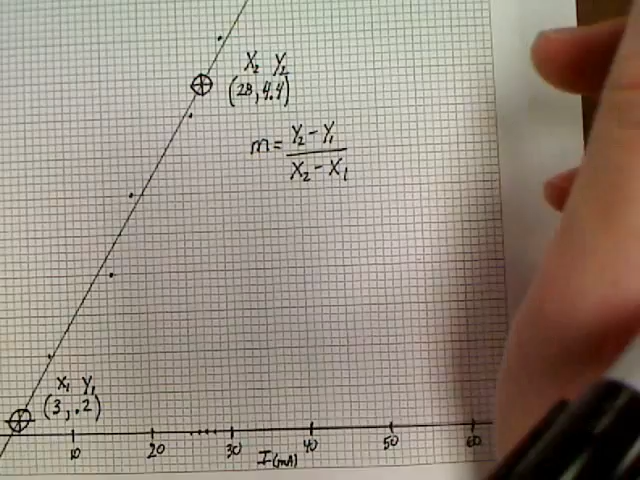 X₂ Y₂
(28, 4.4)
m = Y₂ - Y₁
X₂ - X₁
X₁ Y₁
(3, .2)
10 20 30 40 50 60
I (mA)